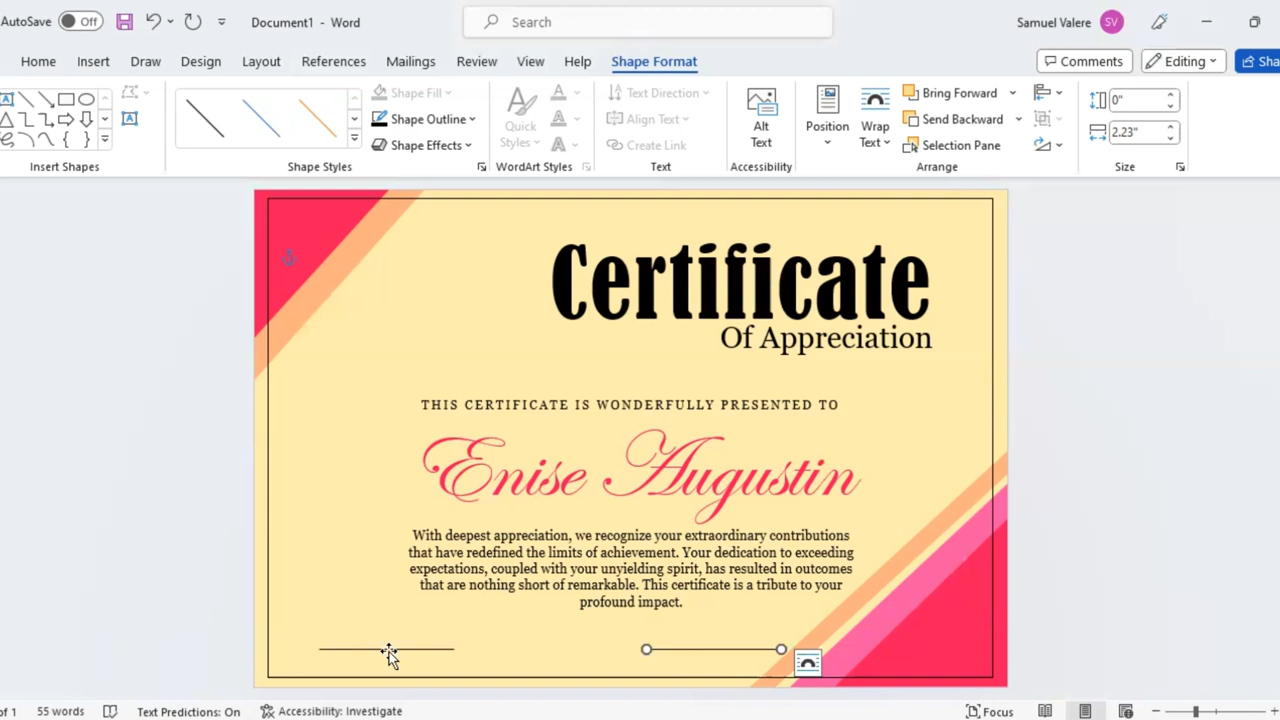 AutoSave Off Document1 - Word Search Samuel Valere SV
Home Insert Draw Design Layout References Mailings Review View Help Shape Format Comments Editing
Shape Fill Shape Outline Shape Effects
Quick Styles
Text Direction Align Text Create Link
Alt Text
Position
Wrap Text
Bring Forward Send Backward Selection Pane
0"
2.23"
Insert Shapes Shape Styles WordArt Styles Text Accessibility Arrange Size
Certificate
Of Appreciation
THIS CERTIFICATE IS WONDERFULLY PRESENTED TO
Enise Augustin
With deepest appreciation, we recognize your extraordinary contributions
that have redefined the limits of achievement. Your dedication to exceeding
expectations, coupled with your unyielding spirit, has resulted in outcomes
that are nothing short of remarkable. This certificate is a tribute to your
profound impact.
of 1 55 words Text Predictions: On Accessibility: Investigate Focus